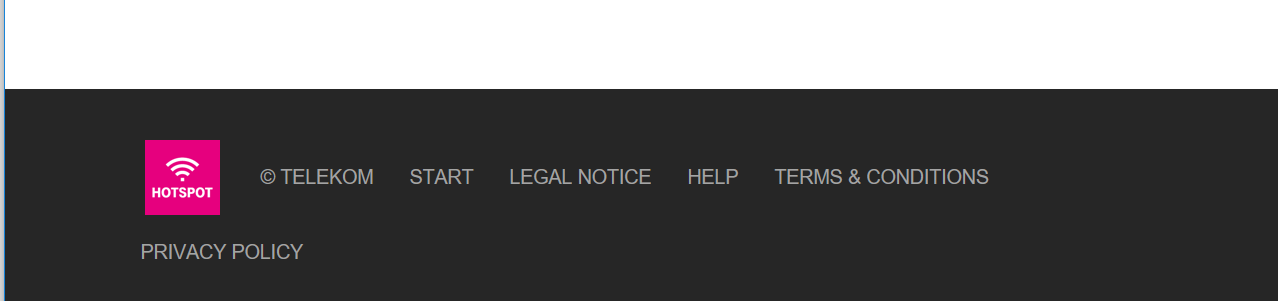 HOTSPOT
© TELEKOM START LEGAL NOTICE HELP TERMS & CONDITIONS
PRIVACY POLICY